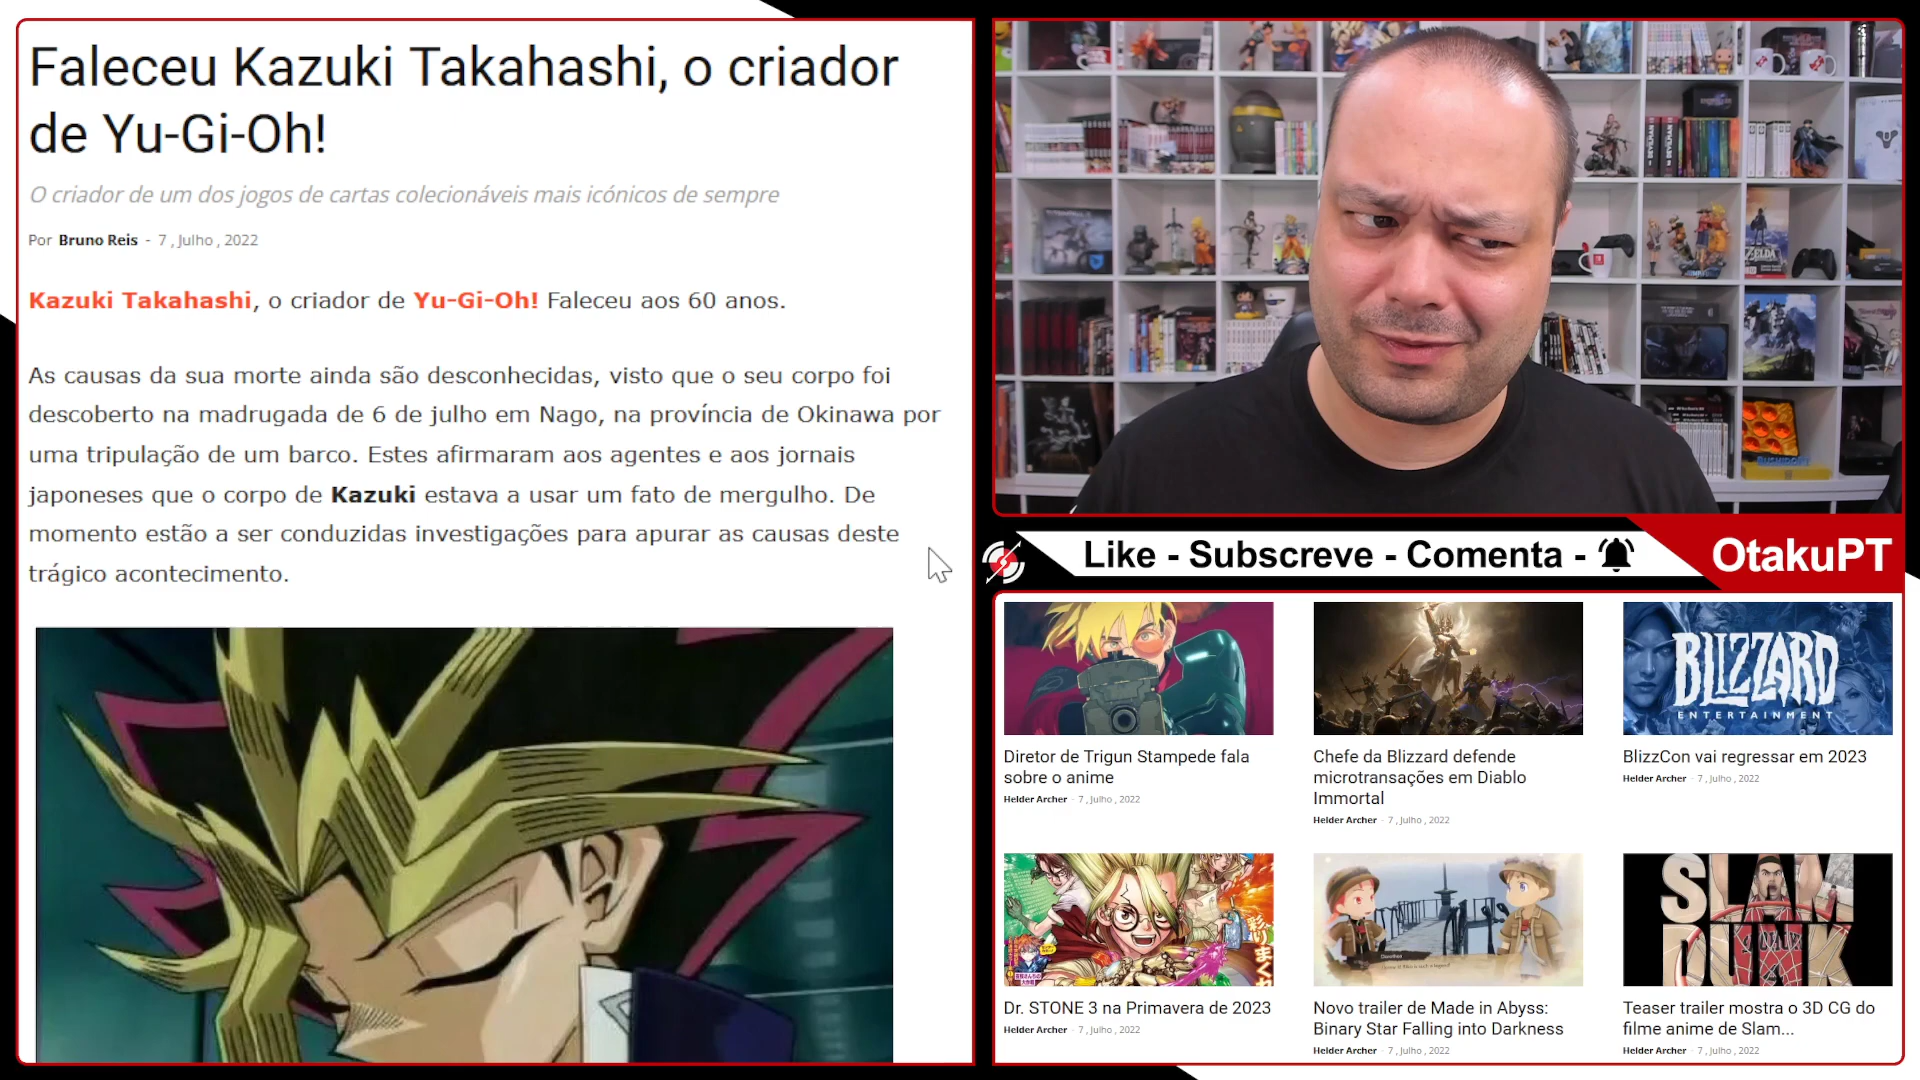 Faleceu Kazuki Takahashi, o criador
de Yu-Gi-Oh!
O criador de um dos jogos de cartas colecionáveis mais icónicos de sempre
Por Bruno Reis - 7 , Julho , 2022
Kazuki Takahashi, o criador de Yu-Gi-Oh! Faleceu aos 60 anos.
As causas da sua morte ainda são desconhecidas, visto que o seu corpo foi
descoberto na madrugada de 6 de julho em Nago, na província de Okinawa por
uma tripulação de um barco. Estes afirmaram aos agentes e aos jornais
japoneses que o corpo de Kazuki estava a usar um fato de mergulho. De
momento estão a ser conduzidas investigações para apurar as causas deste
trágico acontecimento.
Like - Subscreve - Comenta -
OtakuPT
BLIZZARD
ENTERTAINMENT
Diretor de Trigun Stampede fala
sobre o anime
Helder Archer - 7 , Julho , 2022
Chefe da Blizzard defende
microtransações em Diablo
Immortal
Helder Archer - 7 , Julho , 2022
BlizzCon vai regressar em 2023
Helder Archer - 7 , Julho , 2022
SLAM
DUNK
Dr. STONE 3 na Primavera de 2023
Helder Archer - 7 , Julho , 2022
Novo trailer de Made in Abyss:
Binary Star Falling into Darkness
Helder Archer - 7 , Julho , 2022
Teaser trailer mostra o 3D CG do
filme anime de Slam...
Helder Archer - 7 , Julho , 2022